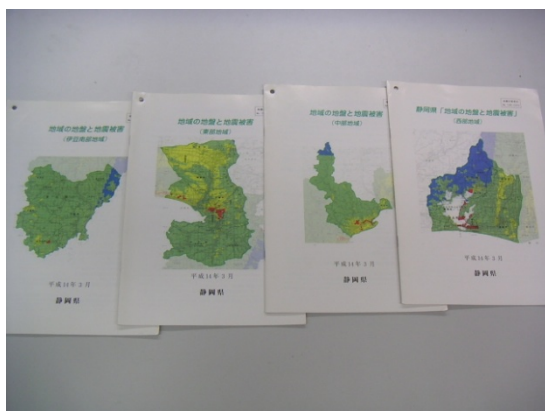 地域の地盤と地震被害
（伊豆南部地域）
平成14年3月
静岡県
地域の地盤と地震被害
（東部地域）
平成14年3月
静岡県
地域の地盤と地震被害
（中部地域）
平成14年3月
静岡県
静岡県「地域の地盤と地震被害」
（西部地域）
平成14年3月
静岡県